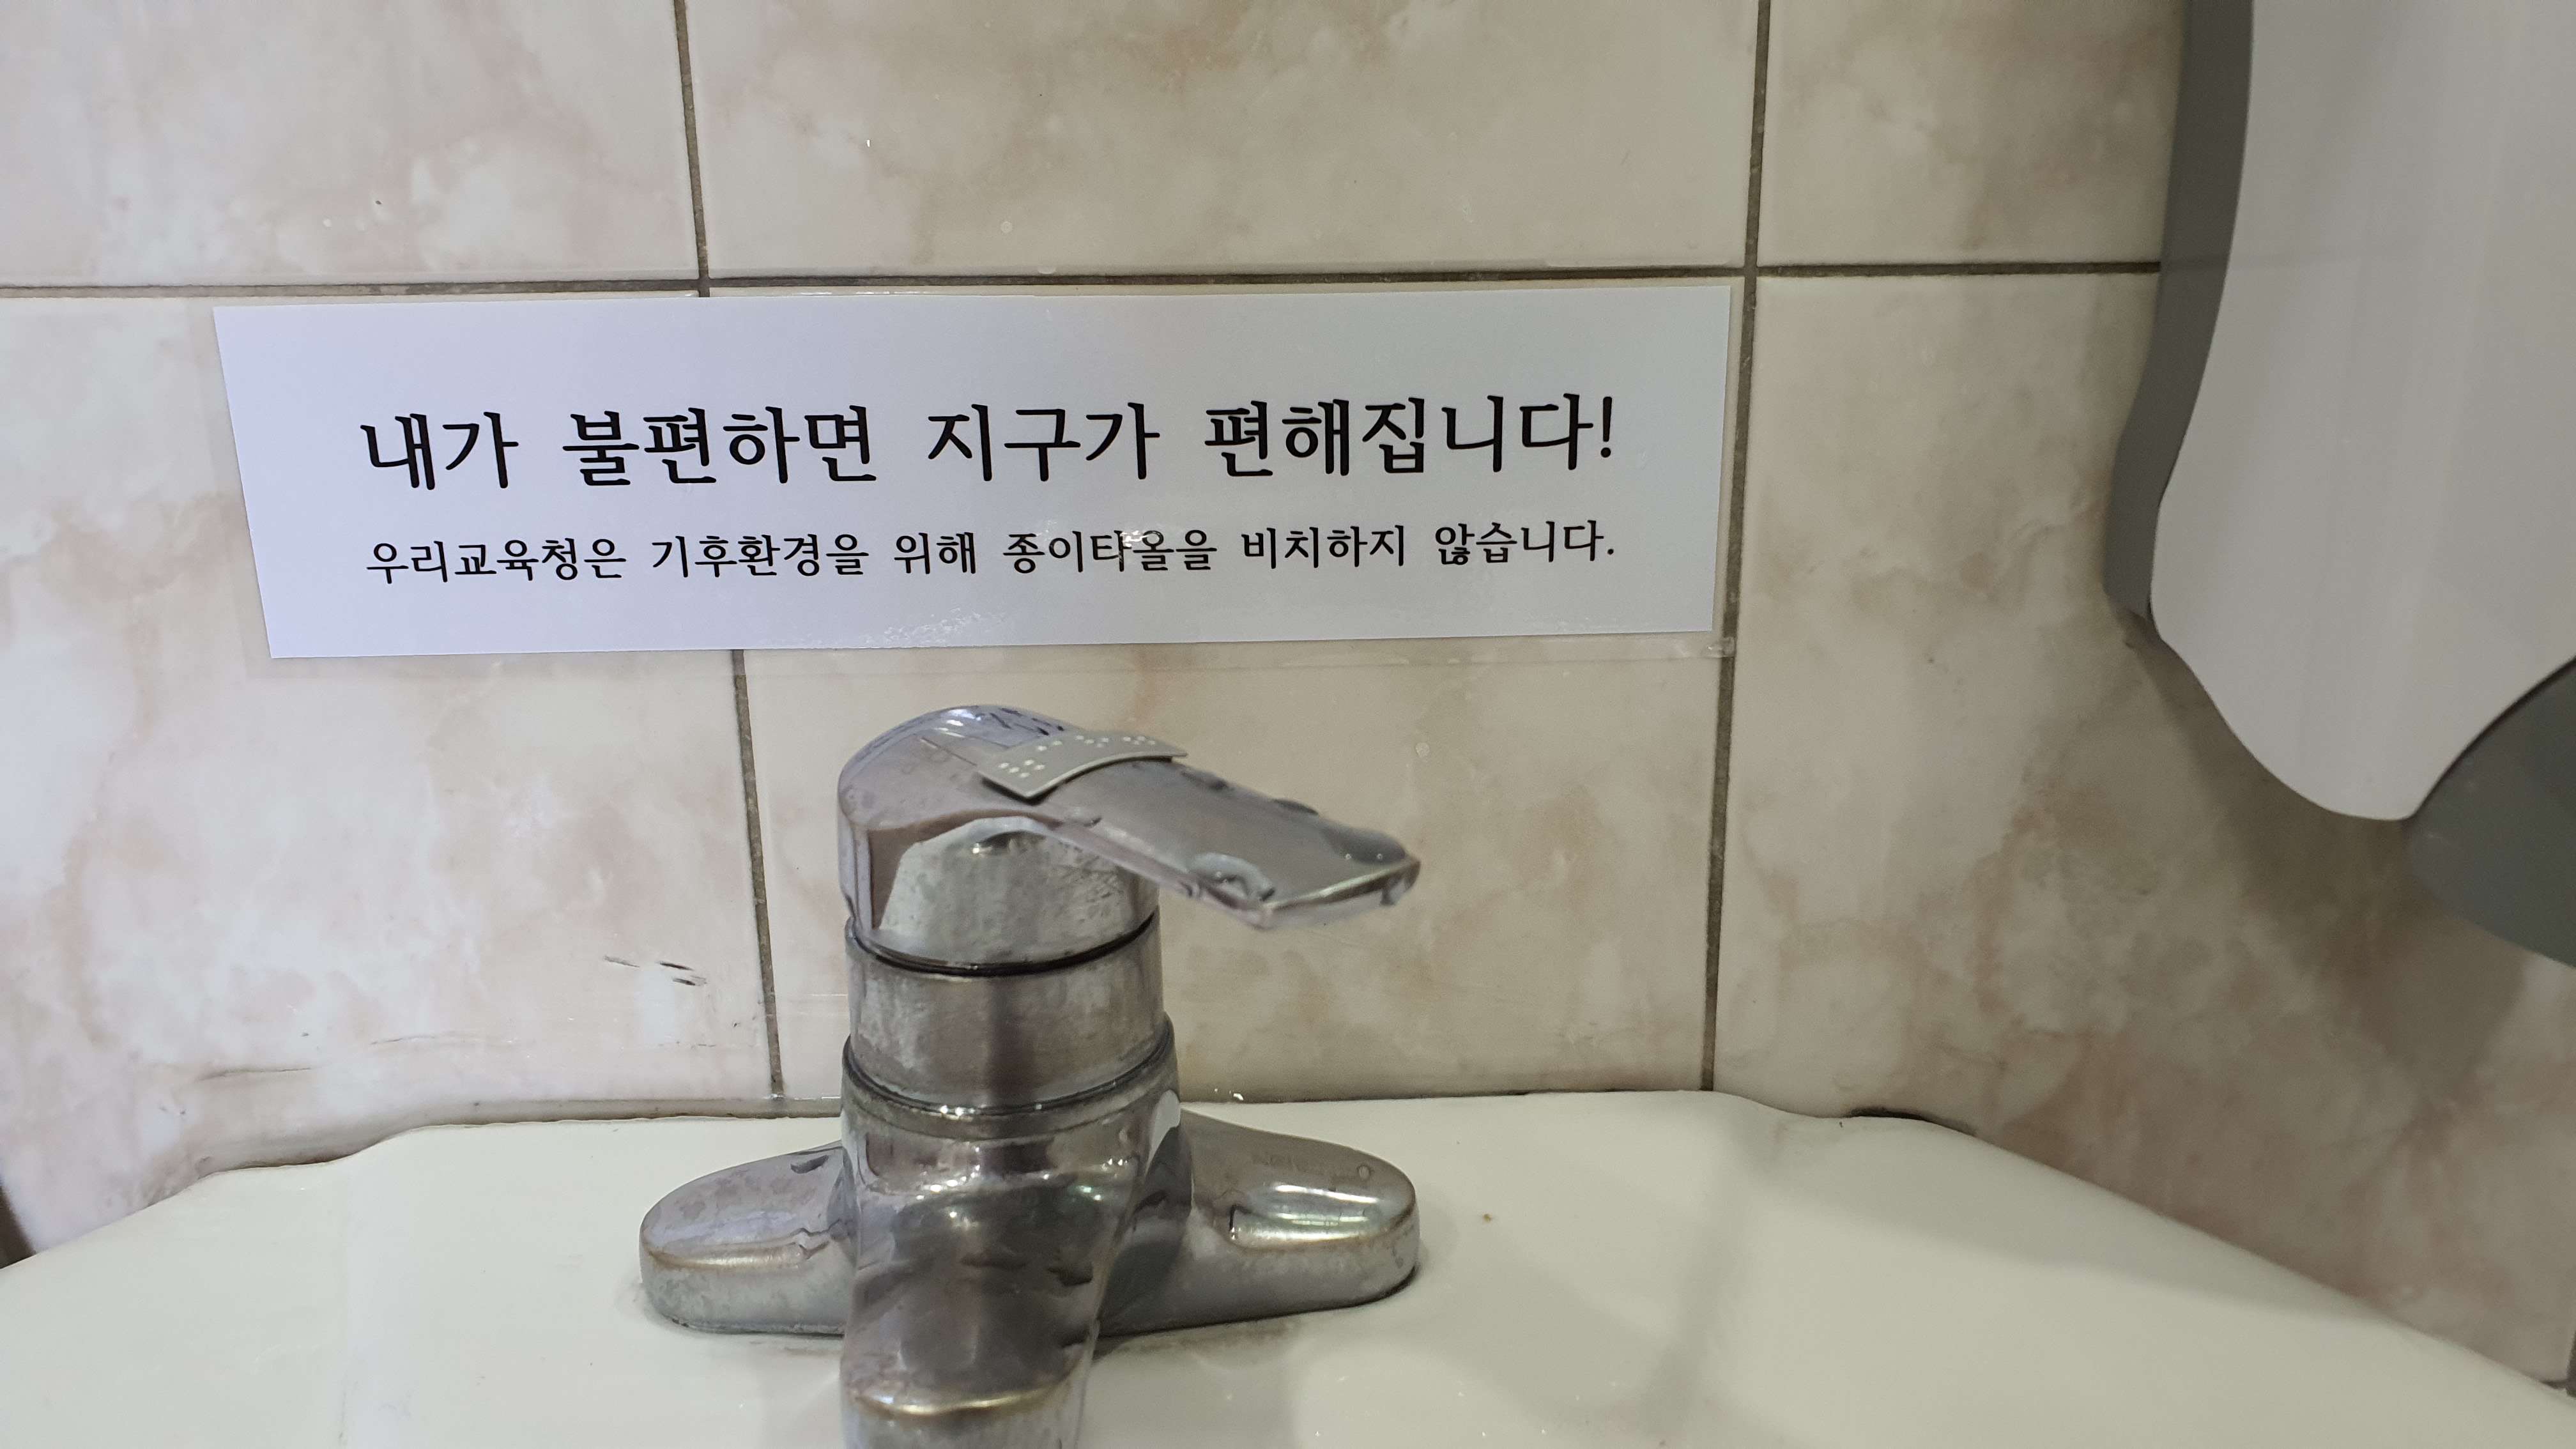 내가 불편하면 지구가 편해집니다!
우리교육청은 기후환경을 위해 종이타올을 비치하지 않습니다.